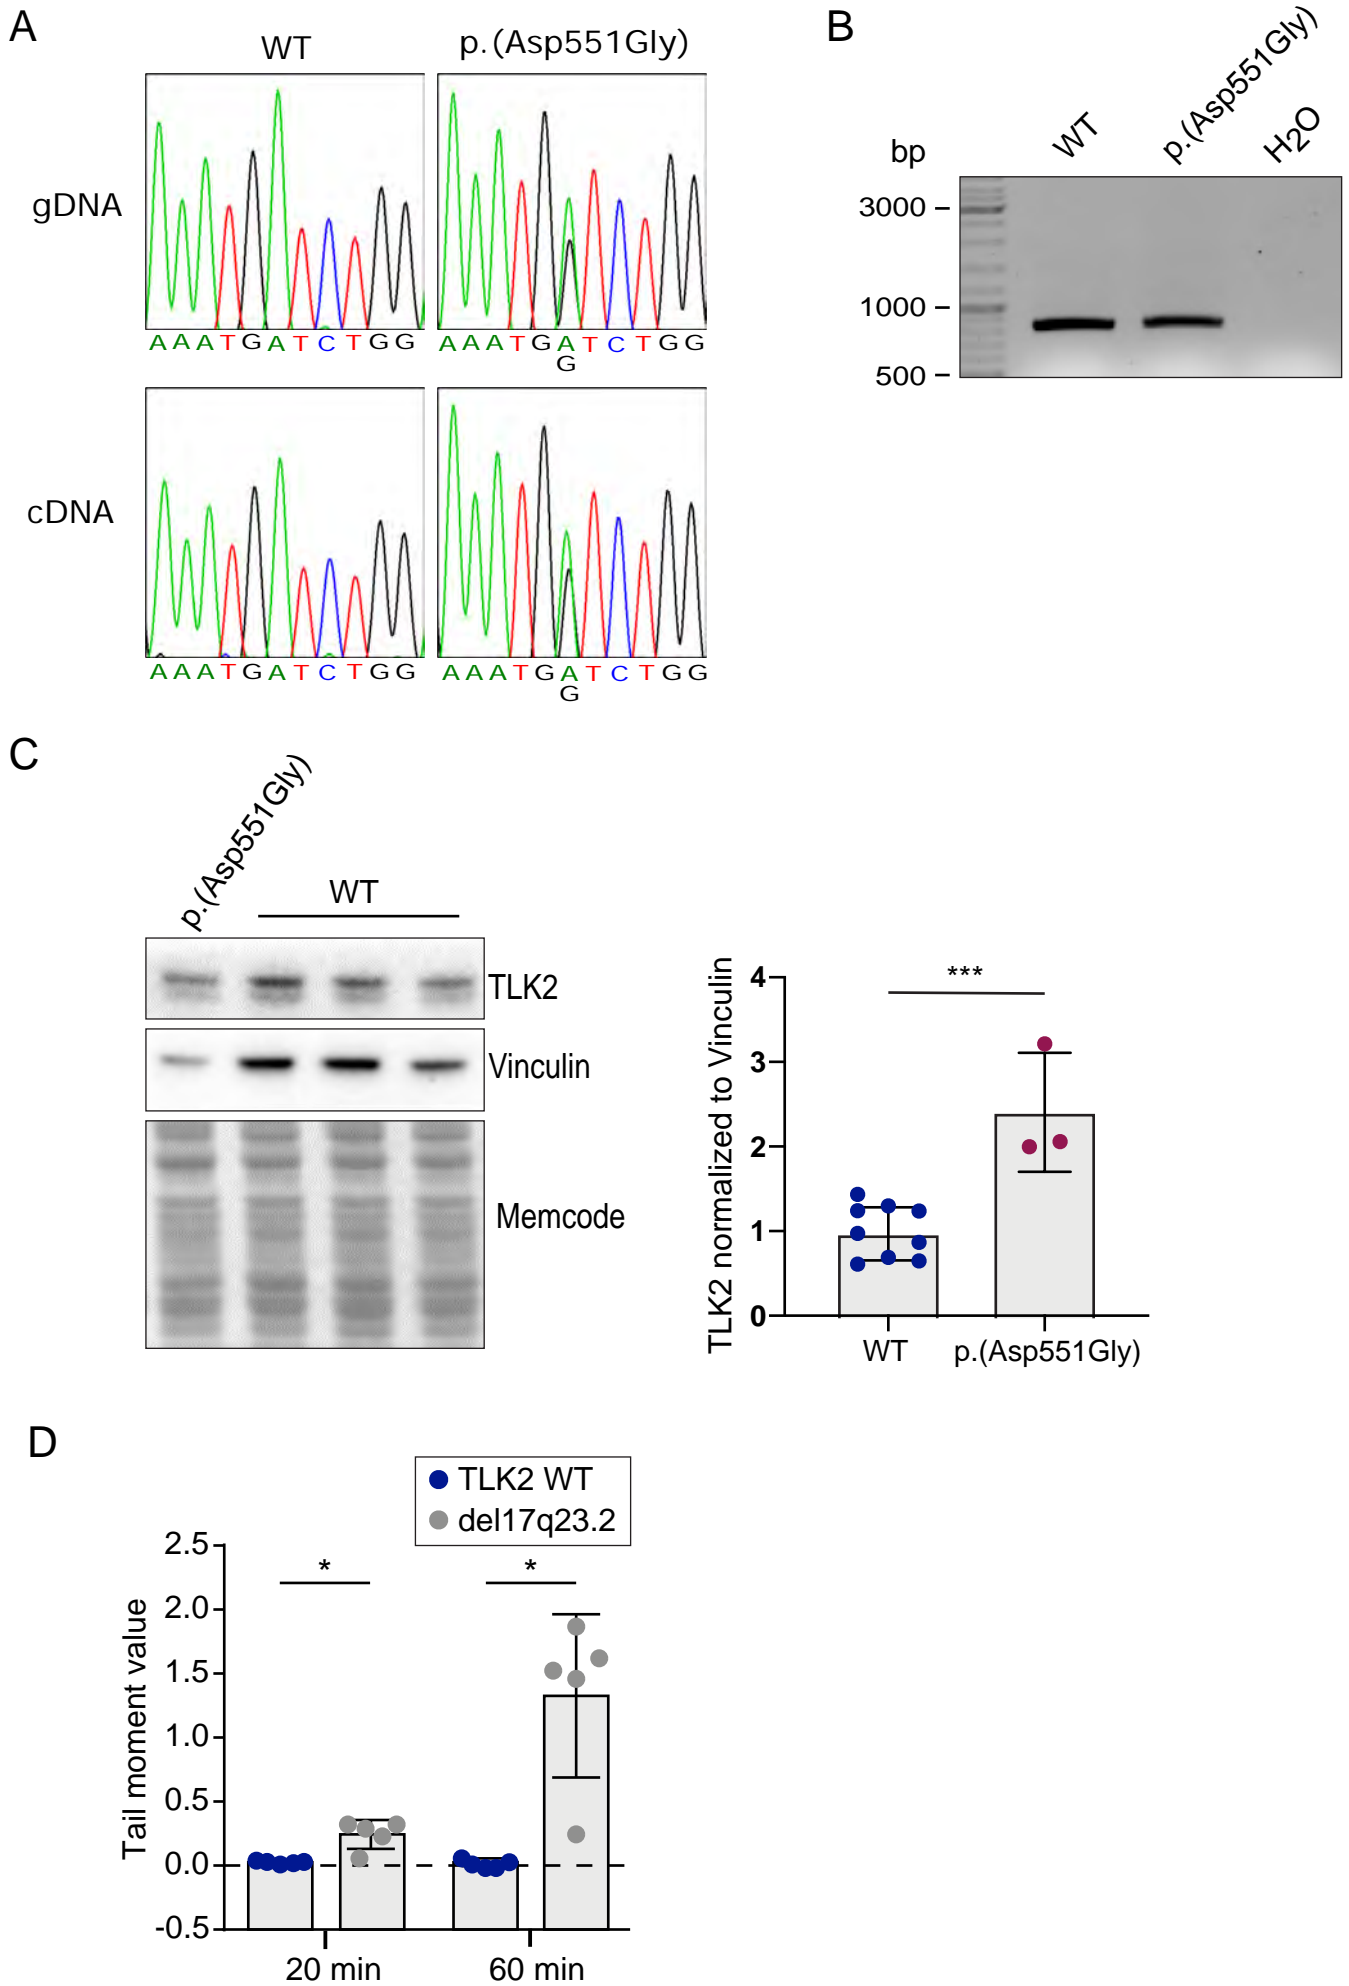 A
WT
p.(Asp551Gly)
gDNA
AAATGATCTGG
AAATGATCTGG
G
cDNA
AAATGATCTGG
AAATGATCTGG
G
B
WT
p.(Asp551Gly)
H2O
bp
3000
1000
500
C
p.(Asp551Gly)
WT
TLK2
Vinculin
Memcode
TLK2 normalized to Vinculin
4
3
2
1
0
***
WT
p.(Asp551Gly)
D
TLK2 WT
del17q23.2
Tail moment value
2.5
2.0
1.5
1.0
0.5
0.0
-0.5
*
*
20 min
60 min